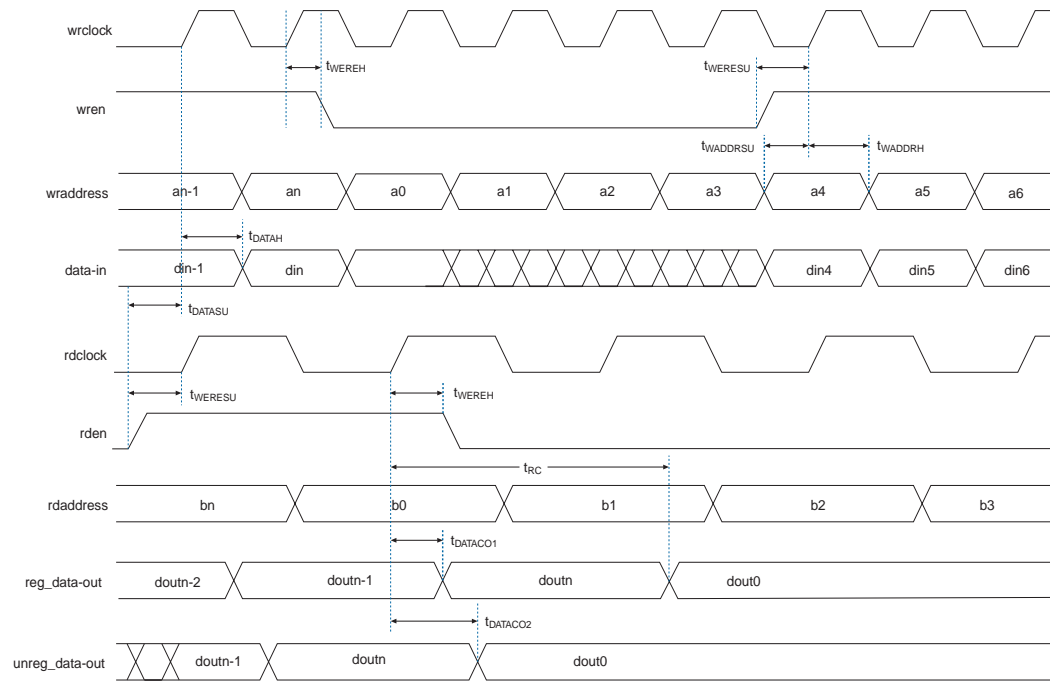 wrclock
tWEREH
tWERESU
wren
tWADDRSU
tWADDRH
wraddress an-1 an a0 a1 a2 a3 a4 a5 a6
tDATAH
data-in din-1 din din4 din5 din6
tDATASU
rdclock
tWERESU
tWEREH
rden
tRC
rdaddress bn b0 b1 b2 b3
tDATACO1
reg_data-out doutn-2 doutn-1 doutn dout0
tDATACO2
unreg_data-out doutn-1 doutn dout0